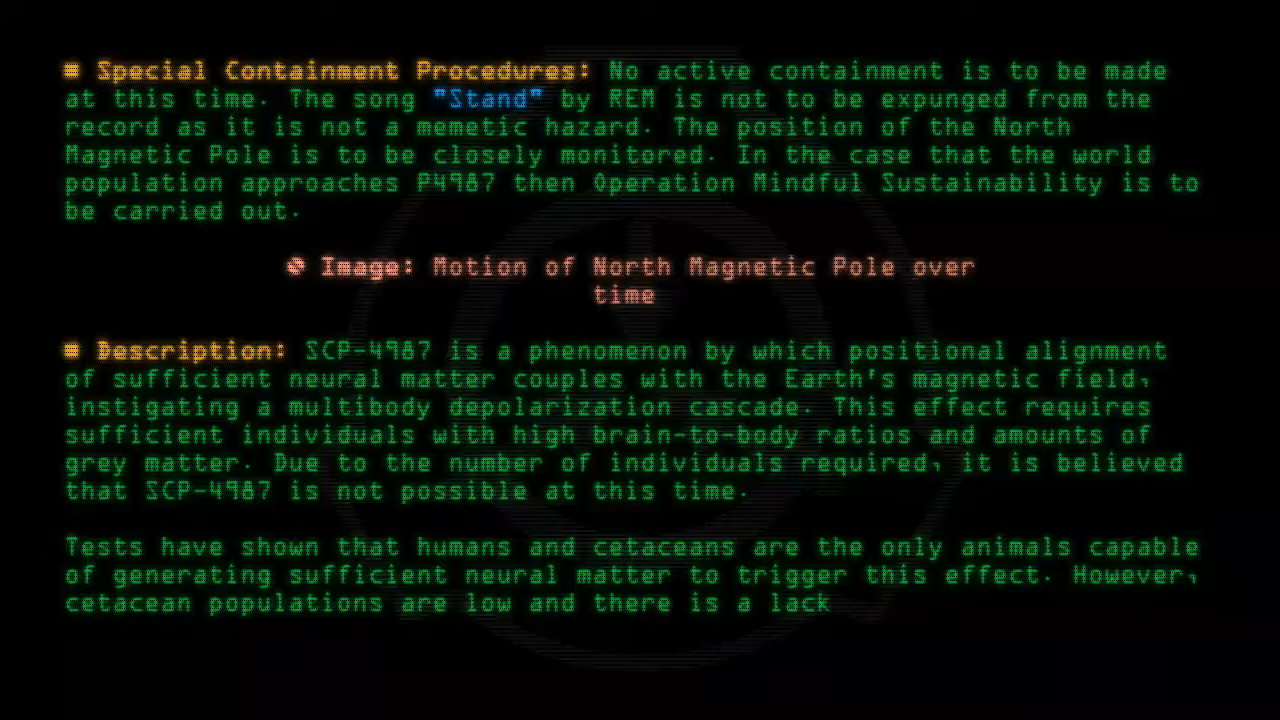 ■ Special Containment Procedures: No active containment is to be made
at this time. The song "Stand" by REM is not to be expunged from the
record as it is not a memetic hazard. The position of the North
Magnetic Pole is to be closely monitored. In the case that the world
population approaches P4987 then Operation Mindful Sustainability is to
be carried out.
Image: Motion of North Magnetic Pole over
time
■ Description: SCP-4987 is a phenomenon by which positional alignment
of sufficient neural matter couples with the Earth's magnetic field,
instigating a multibody depolarization cascade. This effect requires
sufficient individuals with high brain-to-body ratios and amounts of
grey matter. Due to the number of individuals required, it is believed
that SCP-4987 is not possible at this time.
Tests have shown that humans and cetaceans are the only animals capable
of generating sufficient neural matter to trigger this effect. However,
cetacean populations are low and there is a lack